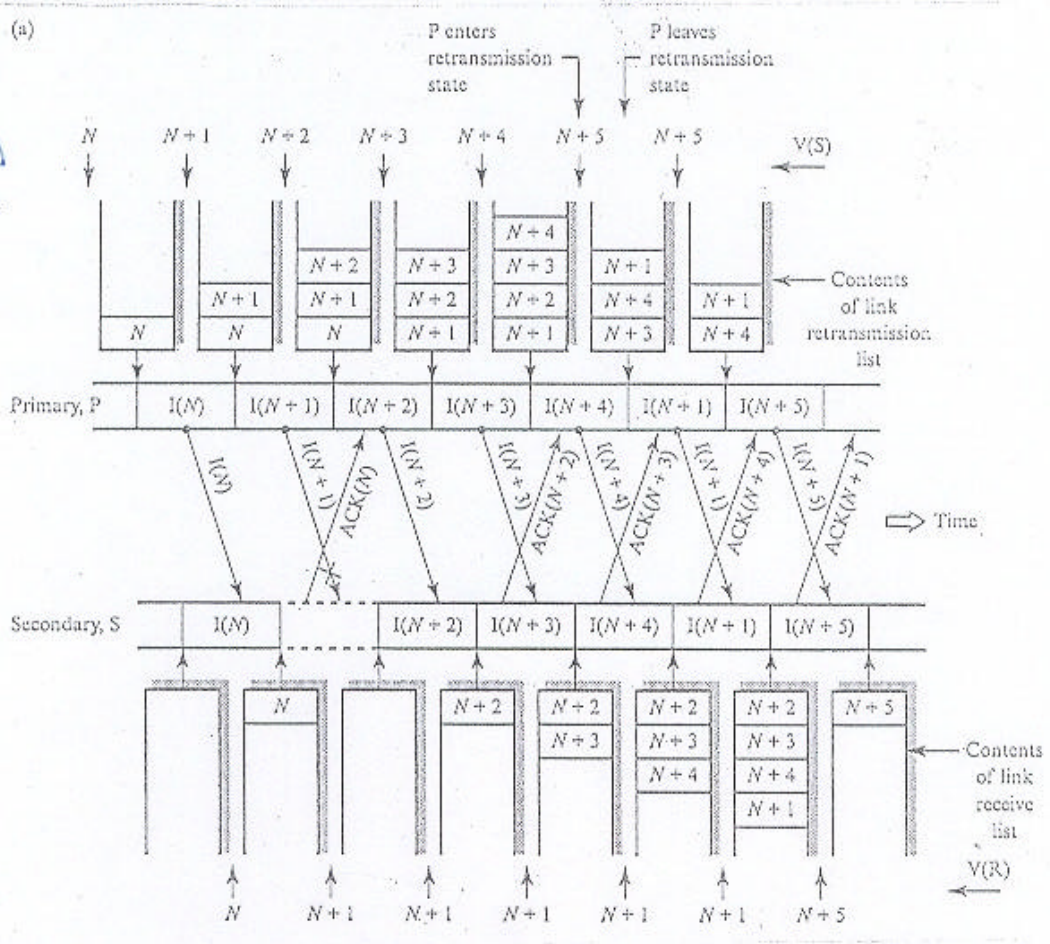 (a)
P enters
retransmission
state
P leaves
retransmission
state
N N + 1 N + 2 N + 3 N + 4 N + 5 N + 5
V(S)
N
N + 1
N
N + 2
N + 1
N
N + 3
N + 2
N + 1
N + 4
N + 3
N + 2
N + 1
N + 1
N + 4
N + 3
N + 1
N + 4
Contents
of link
retransmission
list
Primary, P
I(N) I(N + 1) I(N + 2) I(N + 3) I(N + 4) I(N + 1) I(N + 5)
I(N)
I(N + 1)
ACK(N)
I(N + 2)
I(N + 3)
ACK(N + 2)
I(N + 4)
ACK(N + 3)
I(N + 1)
ACK(N + 4)
I(N + 5)
ACK(N + 1)
Time
Secondary, S
I(N) I(N + 2) I(N + 3) I(N + 4) I(N + 1) I(N + 5)
N
N + 2
N + 2
N + 3
N + 2
N + 3
N + 4
N + 2
N + 3
N + 4
N + 1
N + 5
Contents
of link
receive
list
V(R)
N N + 1 N + 1 N + 1 N + 1 N + 1 N + 5